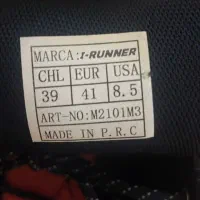 MARCA: I-RUNNER
CHL EUR USA
39 41 8.5
ART-NO: M2101M3
MADE IN P.R.C